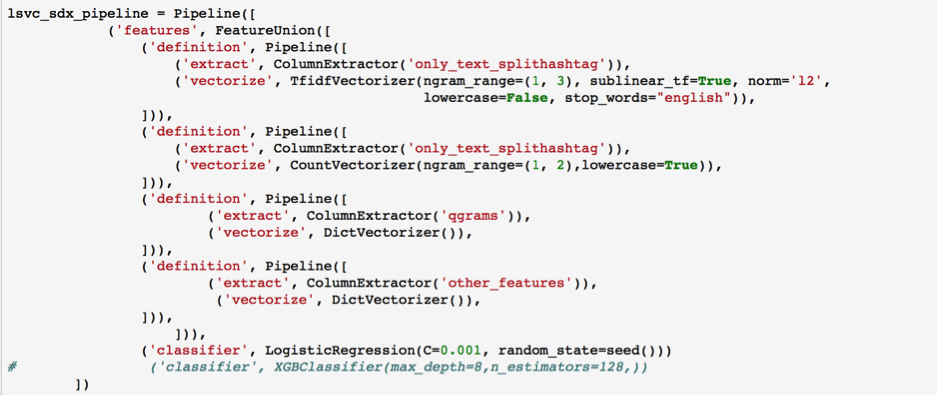 lsvc_sdx_pipeline = Pipeline([
            ('features', FeatureUnion([
                ('definition', Pipeline([
                    ('extract', ColumnExtractor('only_text_splithashtag')),
                    ('vectorize', TfidfVectorizer(ngram_range=(1, 3), sublinear_tf=True, norm='l2',
                                                  lowercase=False, stop_words="english")),
                ])),
                ('definition', Pipeline([
                    ('extract', ColumnExtractor('only_text_splithashtag')),
                    ('vectorize', CountVectorizer(ngram_range=(1, 2),lowercase=True)),
                ])),
                ('definition', Pipeline([
                        ('extract', ColumnExtractor('qgrams')),
                        ('vectorize', DictVectorizer()),
                ])),
                ('definition', Pipeline([
                        ('extract', ColumnExtractor('other_features')),
                         ('vectorize', DictVectorizer()),
                ])),
                    ])),
                ('classifier', LogisticRegression(C=0.001, random_state=seed()))
#                ('classifier', XGBClassifier(max_depth=8,n_estimators=128,))
        ])